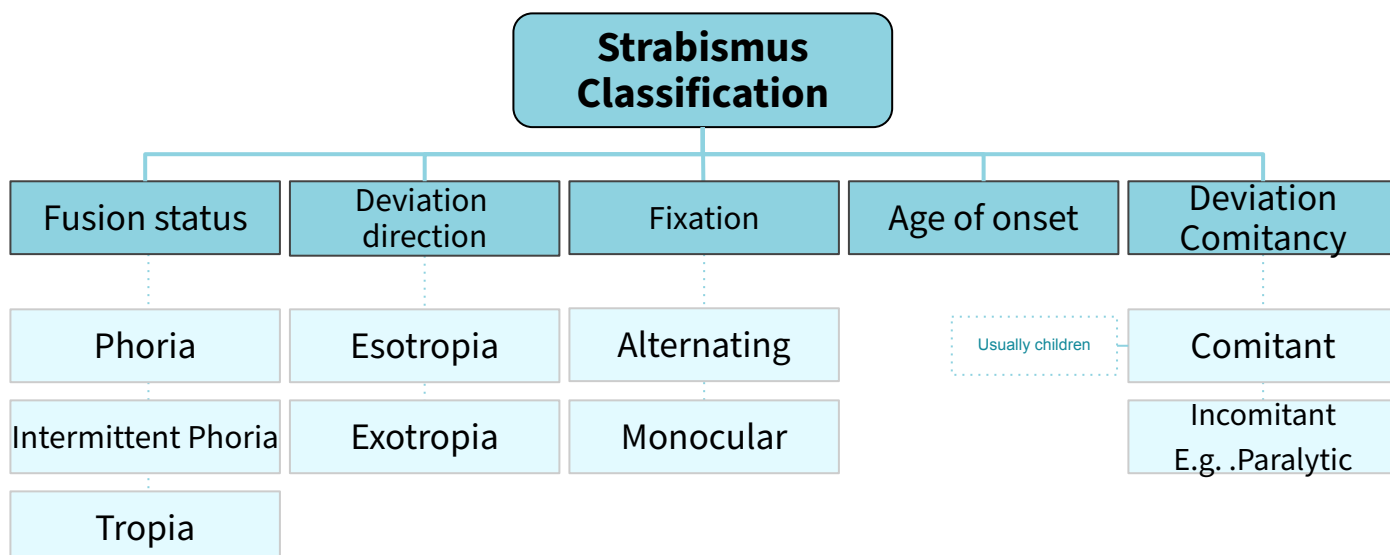 Strabismus
Classification
Fusion status
Deviation
direction
Fixation
Age of onset
Deviation
Comitancy
Phoria
Esotropia
Alternating
Usually children
Comitant
Intermittent Phoria
Exotropia
Monocular
Incomitant
E.g. .Paralytic
Tropia